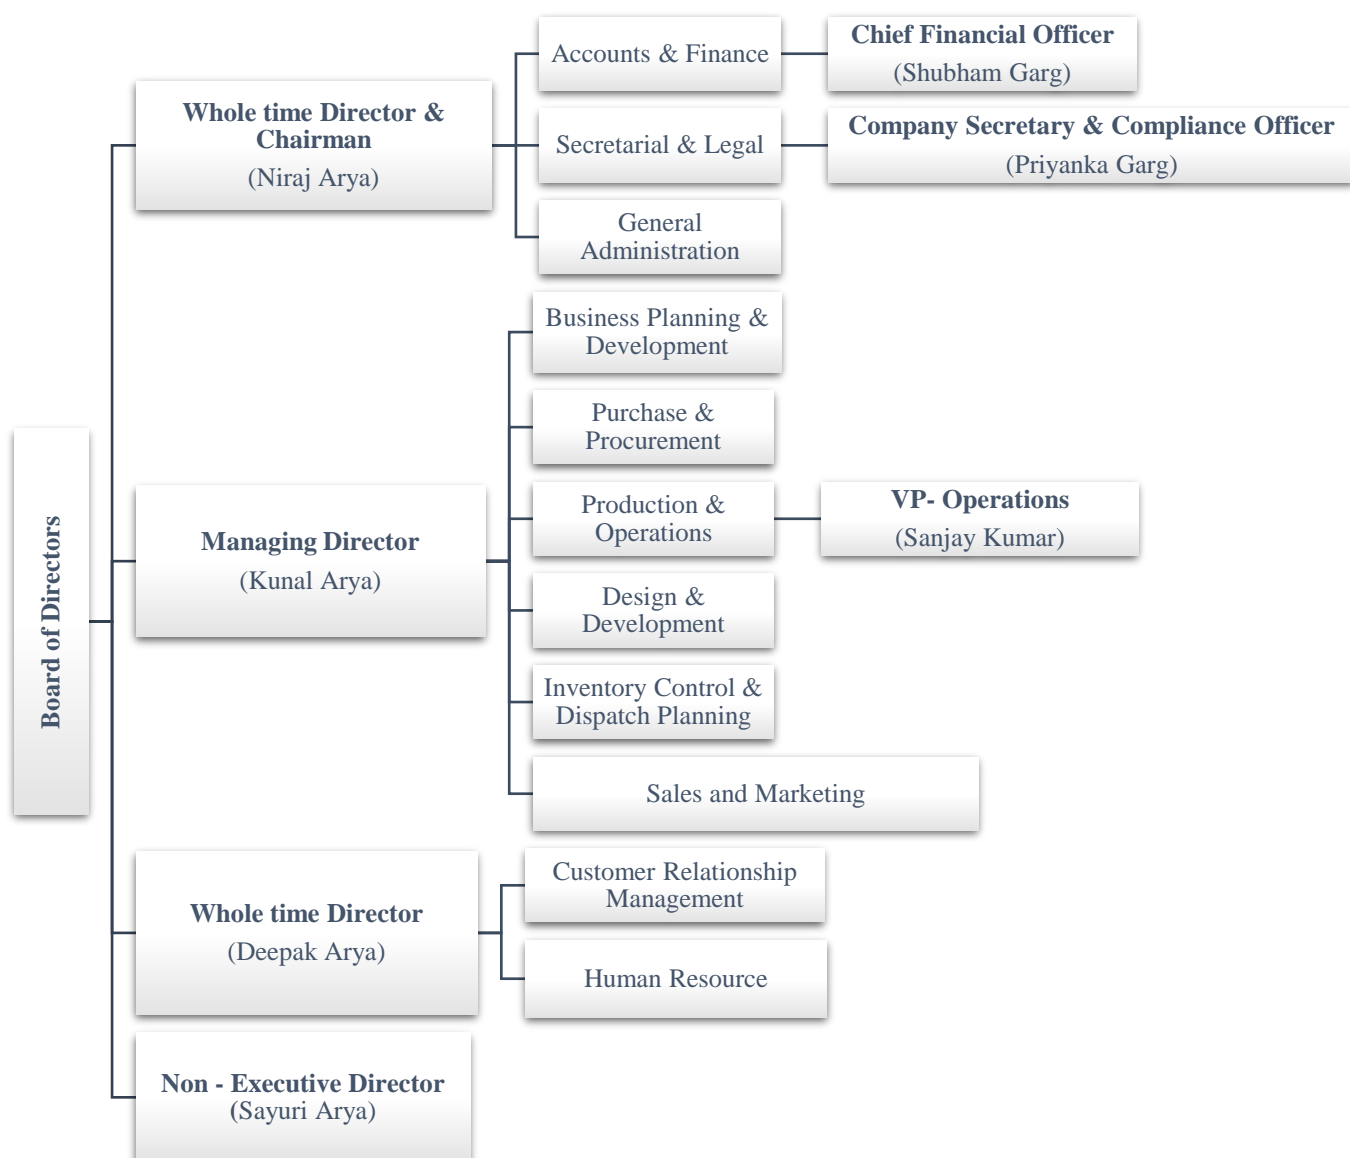 Board of Directors
Whole time Director &
Chairman
(Niraj Arya)
Accounts & Finance
Chief Financial Officer
(Shubham Garg)
Secretarial & Legal
Company Secretary & Compliance Officer
(Priyanka Garg)
General
Administration
Managing Director
(Kunal Arya)
Business Planning &
Development
Purchase &
Procurement
Production &
Operations
VP- Operations
(Sanjay Kumar)
Design &
Development
Inventory Control &
Dispatch Planning
Sales and Marketing
Whole time Director
(Deepak Arya)
Customer Relationship
Management
Human Resource
Non - Executive Director
(Sayuri Arya)